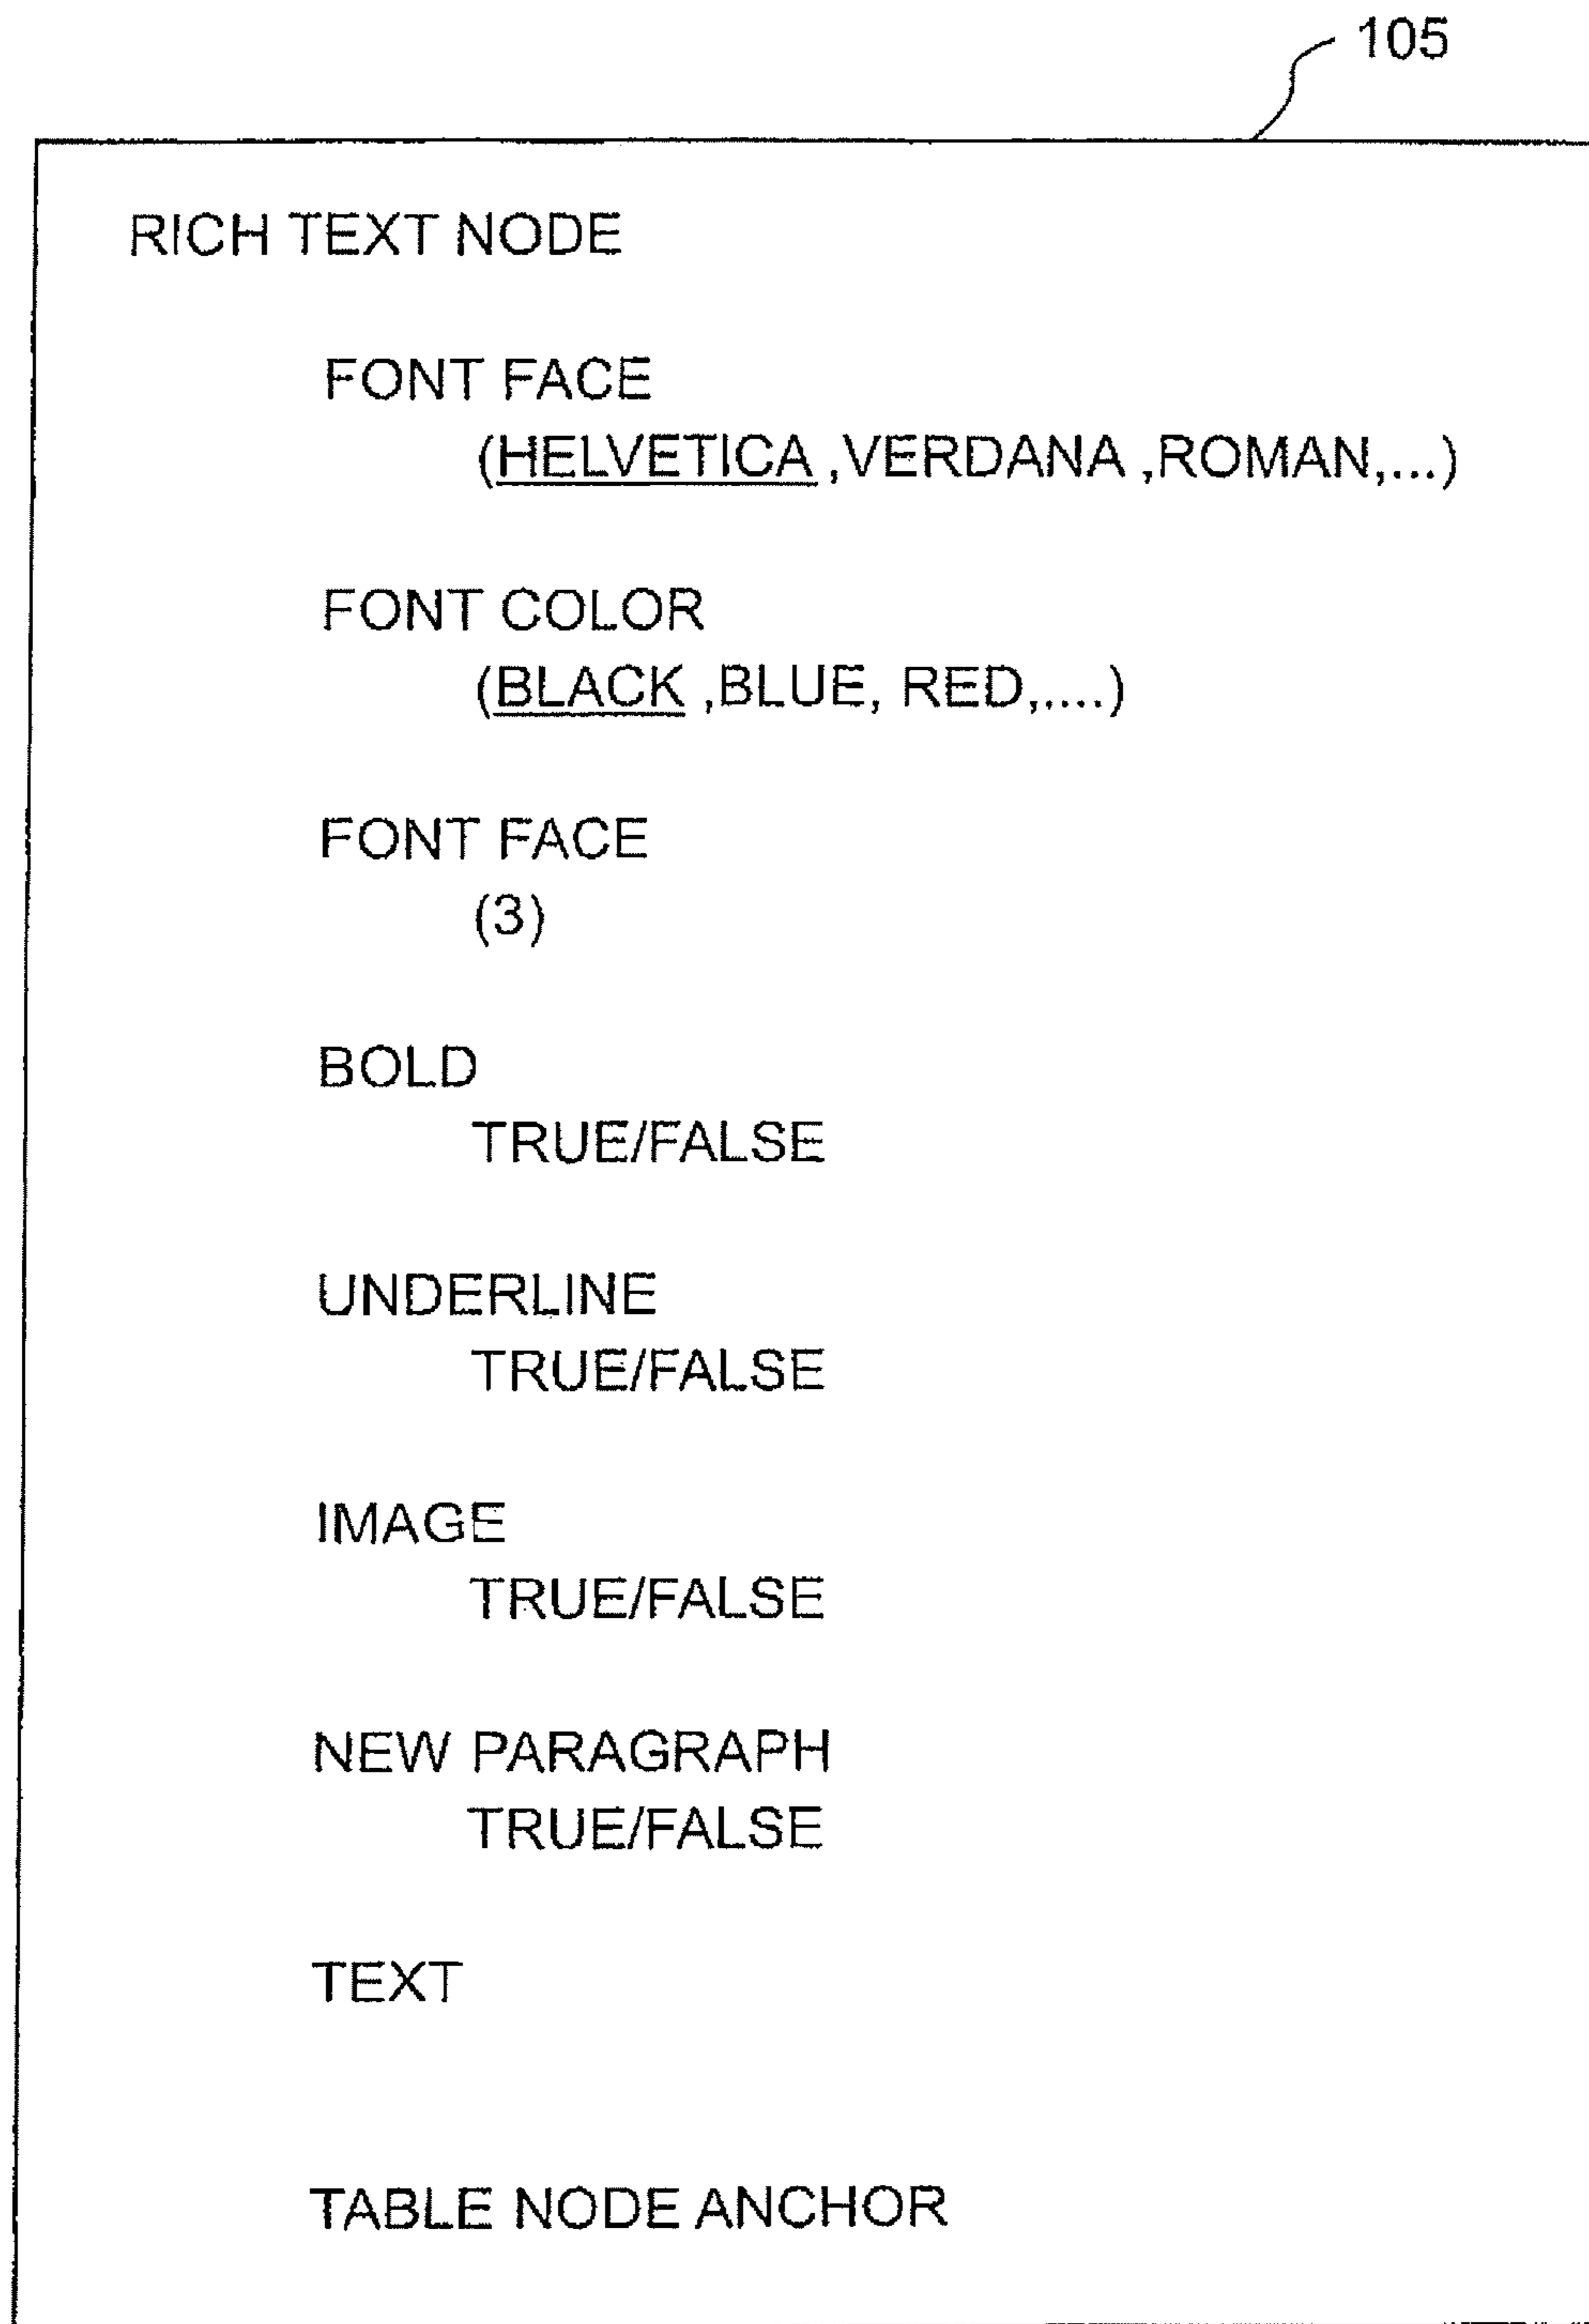 105
RICH TEXT NODE
FONT FACE
(HELVETICA ,VERDANA ,ROMAN,...)
FONT COLOR
(BLACK ,BLUE, RED,....)
FONT FACE
(3)
BOLD
TRUE/FALSE
UNDERLINE
TRUE/FALSE
IMAGE
TRUE/FALSE
NEW PARAGRAPH
TRUE/FALSE
TEXT
TABLE NODE ANCHOR